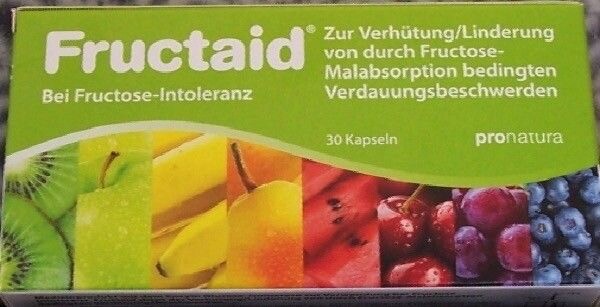 Fructaid®
Bei Fructose-Intoleranz
Zur Verhütung/Linderung
von durch Fructose-
Malabsorption bedingten
Verdauungsbeschwerden
30 Kapseln
pronatura